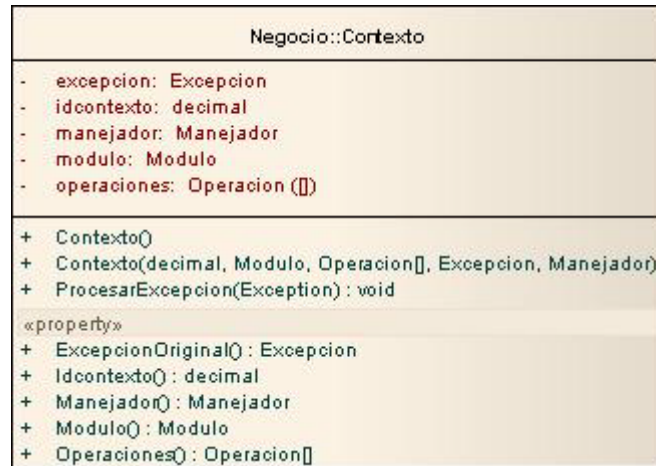 Negocio::Contexto
- excepcion: Excepcion
- idcontexto: decimal
- manejador: Manejador
- modulo: Modulo
- operaciones: Operacion ([])
+ Contexto()
+ Contexto(decimal, Modulo, Operacion[], Excepcion, Manejador)
+ ProcesarExcepcion(Exception) : void
«property»
+ ExcepcionOriginal() : Excepcion
+ Idcontexto() : decimal
+ Manejador() : Manejador
+ Modulo() : Modulo
+ Operaciones() : Operacion[]